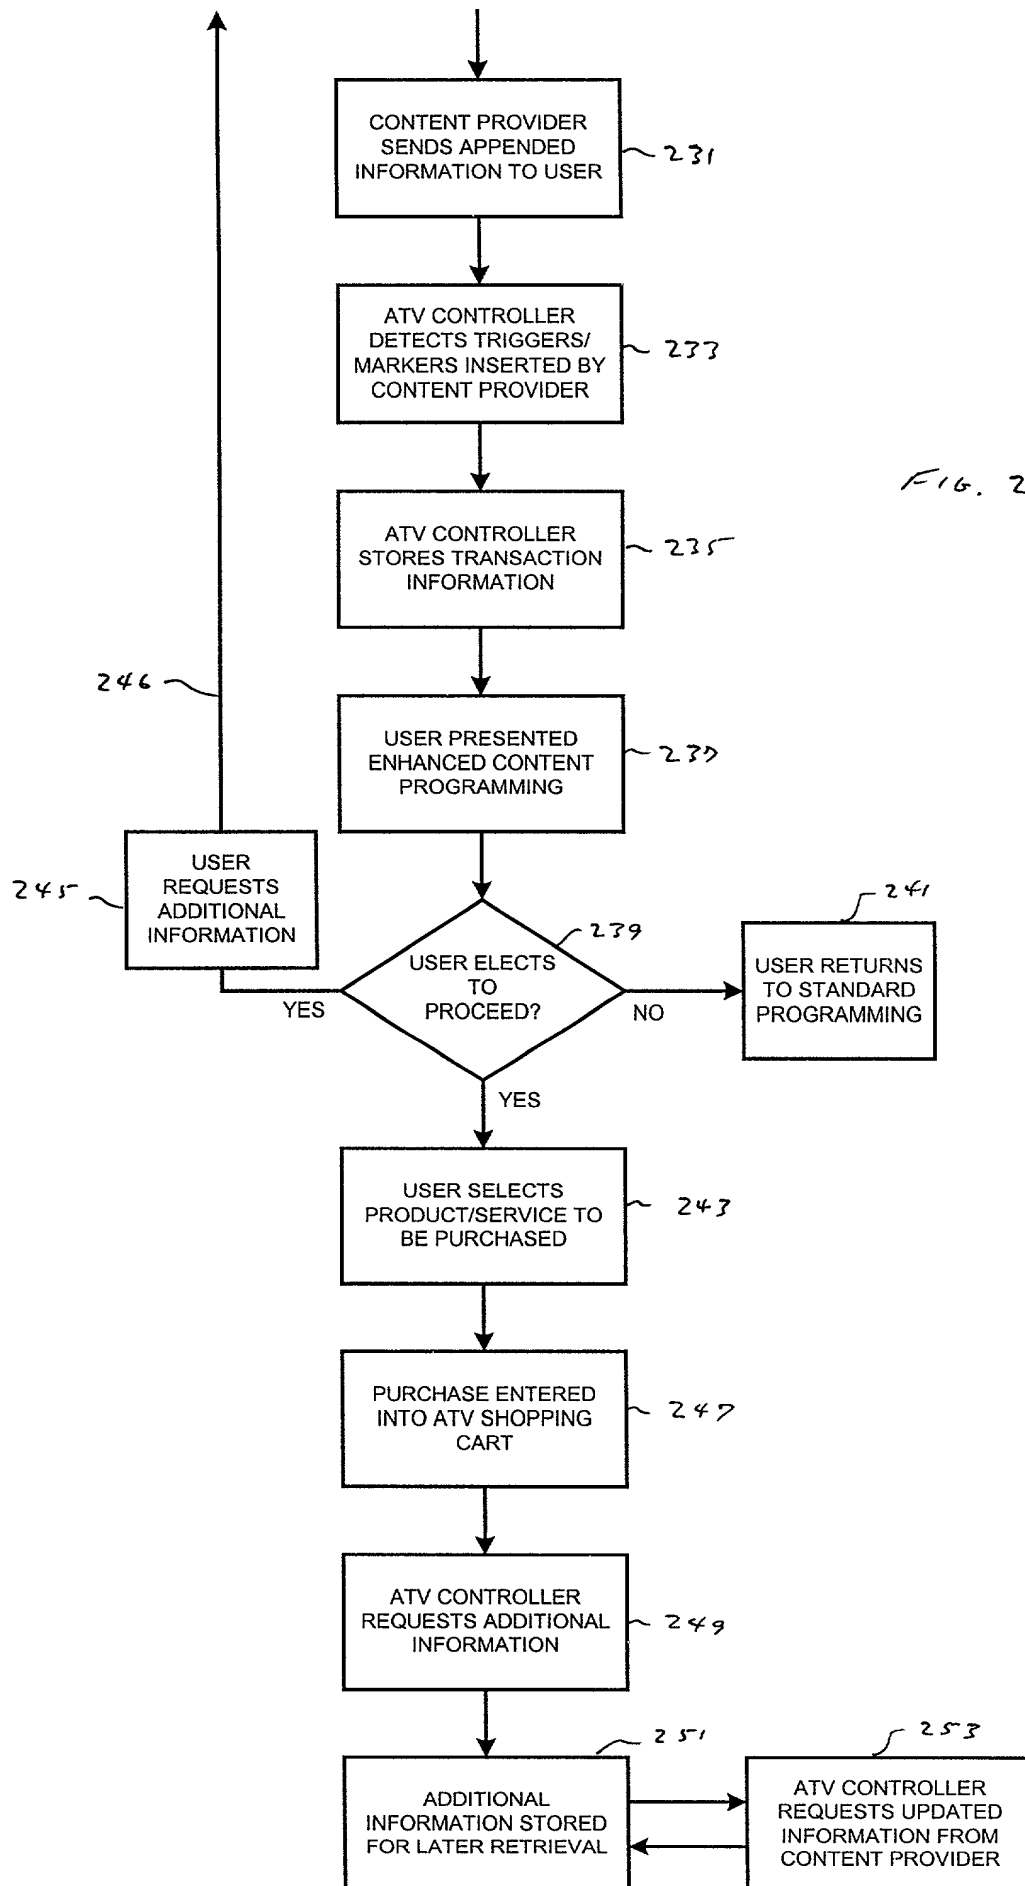 CONTENT PROVIDER
SENDS APPENDED
INFORMATION TO USER
231
ATV CONTROLLER
DETECTS TRIGGERS/
MARKERS INSERTED BY
CONTENT PROVIDER
233
FIG. 2
ATV CONTROLLER
STORES TRANSACTION
INFORMATION
235
246
USER PRESENTED
ENHANCED CONTENT
PROGRAMMING
237
USER
REQUESTS
ADDITIONAL
INFORMATION
245
239
USER ELECTS
TO
PROCEED?
YES
NO
241
USER RETURNS
TO STANDARD
PROGRAMMING
YES
USER SELECTS
PRODUCT/SERVICE TO
BE PURCHASED
243
PURCHASE ENTERED
INTO ATV SHOPPING
CART
247
ATV CONTROLLER
REQUESTS ADDITIONAL
INFORMATION
249
251
ADDITIONAL
INFORMATION STORED
FOR LATER RETRIEVAL
253
ATV CONTROLLER
REQUESTS UPDATED
INFORMATION FROM
CONTENT PROVIDER